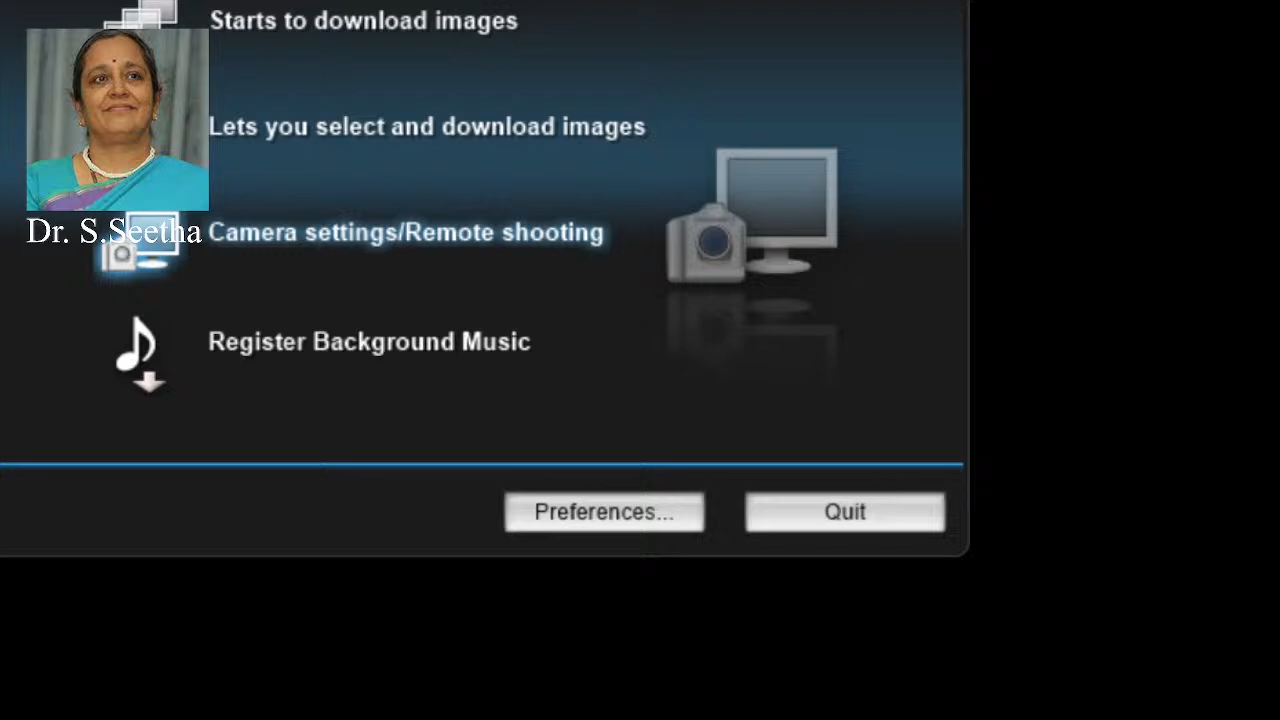 Starts to download images
Lets you select and download images
Dr. S.Seetha
Camera settings/Remote shooting
Register Background Music
Preferences...
Quit